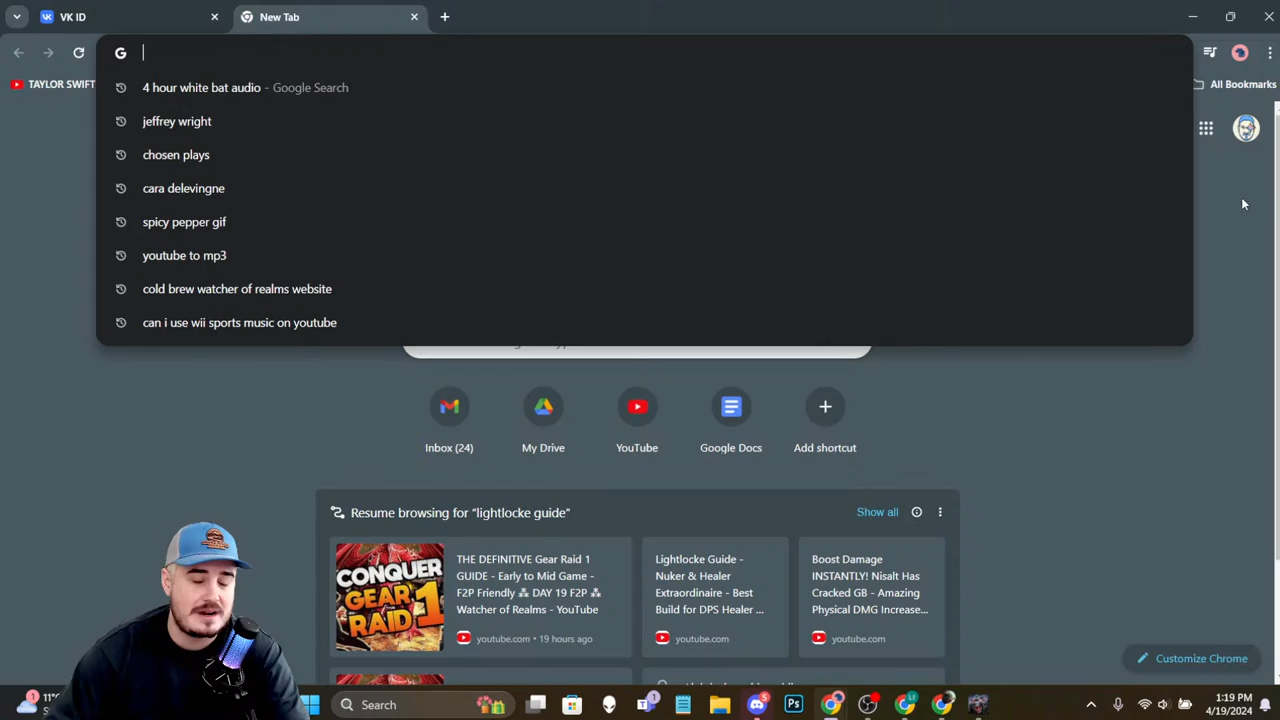 VK ID
New Tab
G
TAYLOR SWIFT
All Bookmarks
4 hour white bat audio - Google Search
jeffrey wright
chosen plays
cara delevingne
spicy pepper gif
youtube to mp3
cold brew watcher of realms website
can i use wii sports music on youtube
Inbox (24)
My Drive
YouTube
Google Docs
Add shortcut
Resume browsing for “lightlocke guide”
Show all
CONQUER
GEAR
RAID 1
THE DEFINITIVE Gear Raid 1
GUIDE - Early to Mid Game -
F2P Friendly ⁂ DAY 19 F2P ⁂
Watcher of Realms - YouTube
youtube.com • 19 hours ago
Lightlocke Guide -
Nuker & Healer
Extraordinaire - Best
Build for DPS Healer ...
youtube.com
Boost Damage
INSTANTLY! Nisalt Has
Cracked GB - Amazing
Physical DMG Increase...
youtube.com
Customize Chrome
1
11°
Search
1
5
Ps
1:19 PM
4/19/2024